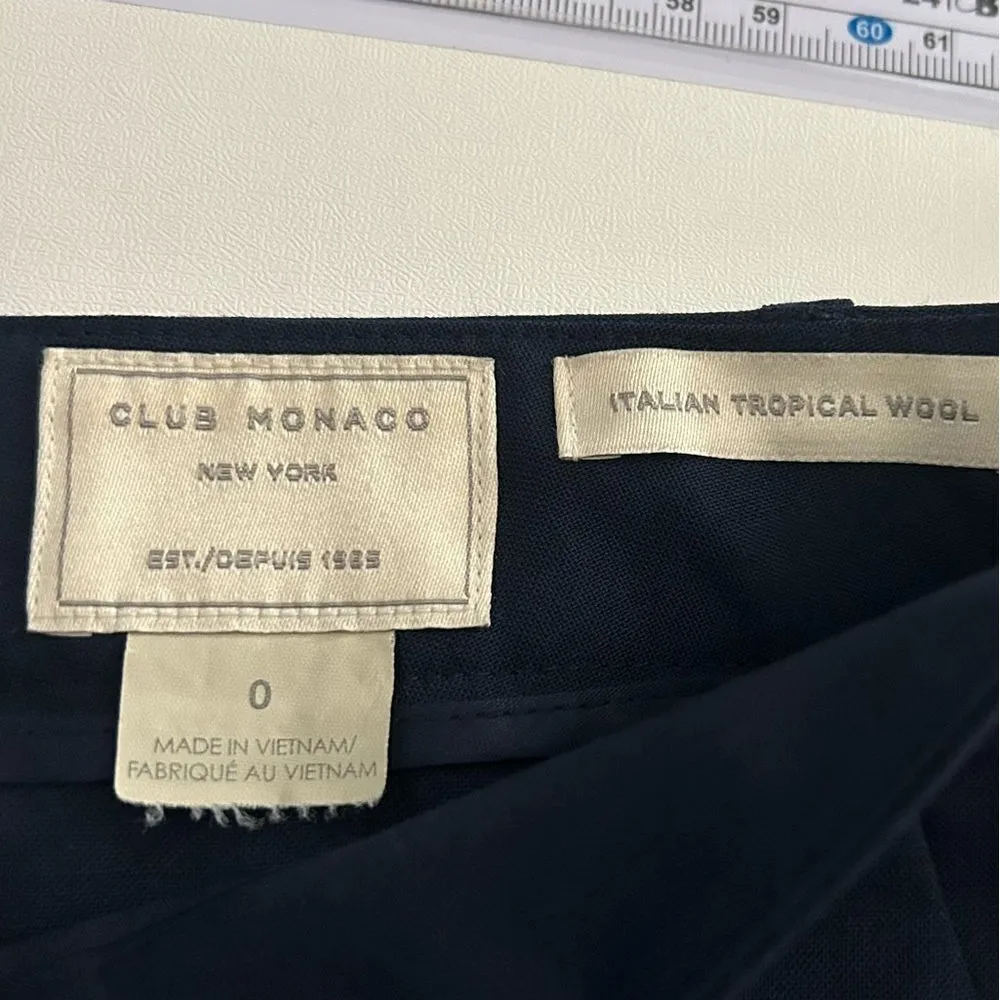 58 59 60 61
CLUB MONACO
NEW YORK
EST./DEPUIS 1985
ITALIAN TROPICAL WOOL
0
MADE IN VIETNAM/
FABRIQUÉ AU VIETNAM